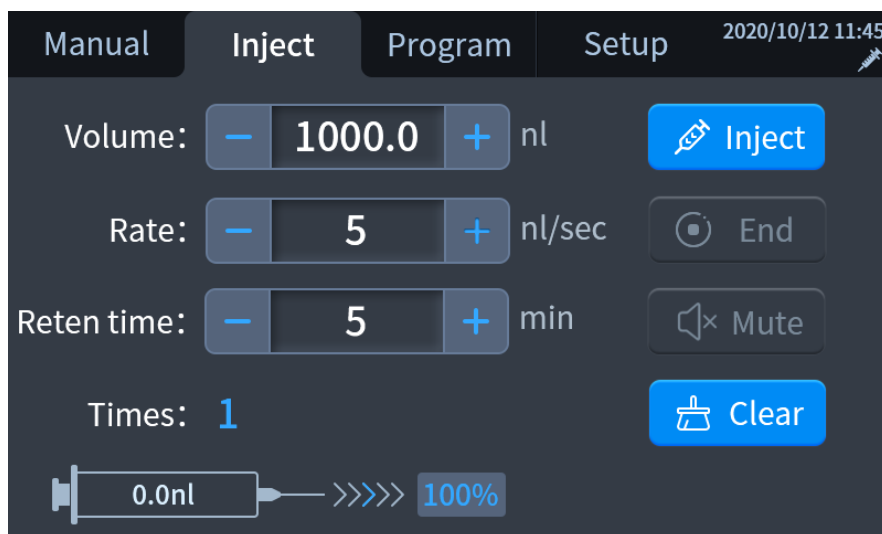 Manual Inject Program Setup 2020/10/12 11:45
Volume: − 1000.0 + nl Inject
Rate: − 5 + nl/sec End
Reten time: − 5 + min Mute
Times: 1 Clear
0.0nl >>>>> 100%